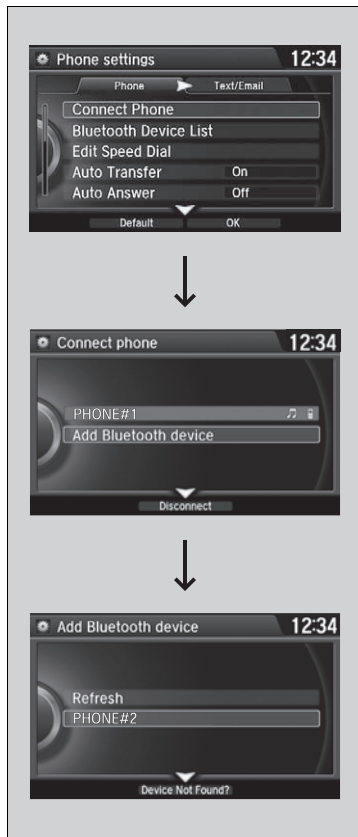 Phone settings 12:34
Phone Text/Email
Connect Phone
Bluetooth Device List
Edit Speed Dial
Auto Transfer On
Auto Answer Off
Default OK
Connect phone 12:34
PHONE#1
Add Bluetooth device
Disconnect
Add Bluetooth device 12:34
Refresh
PHONE#2
Device Not Found?